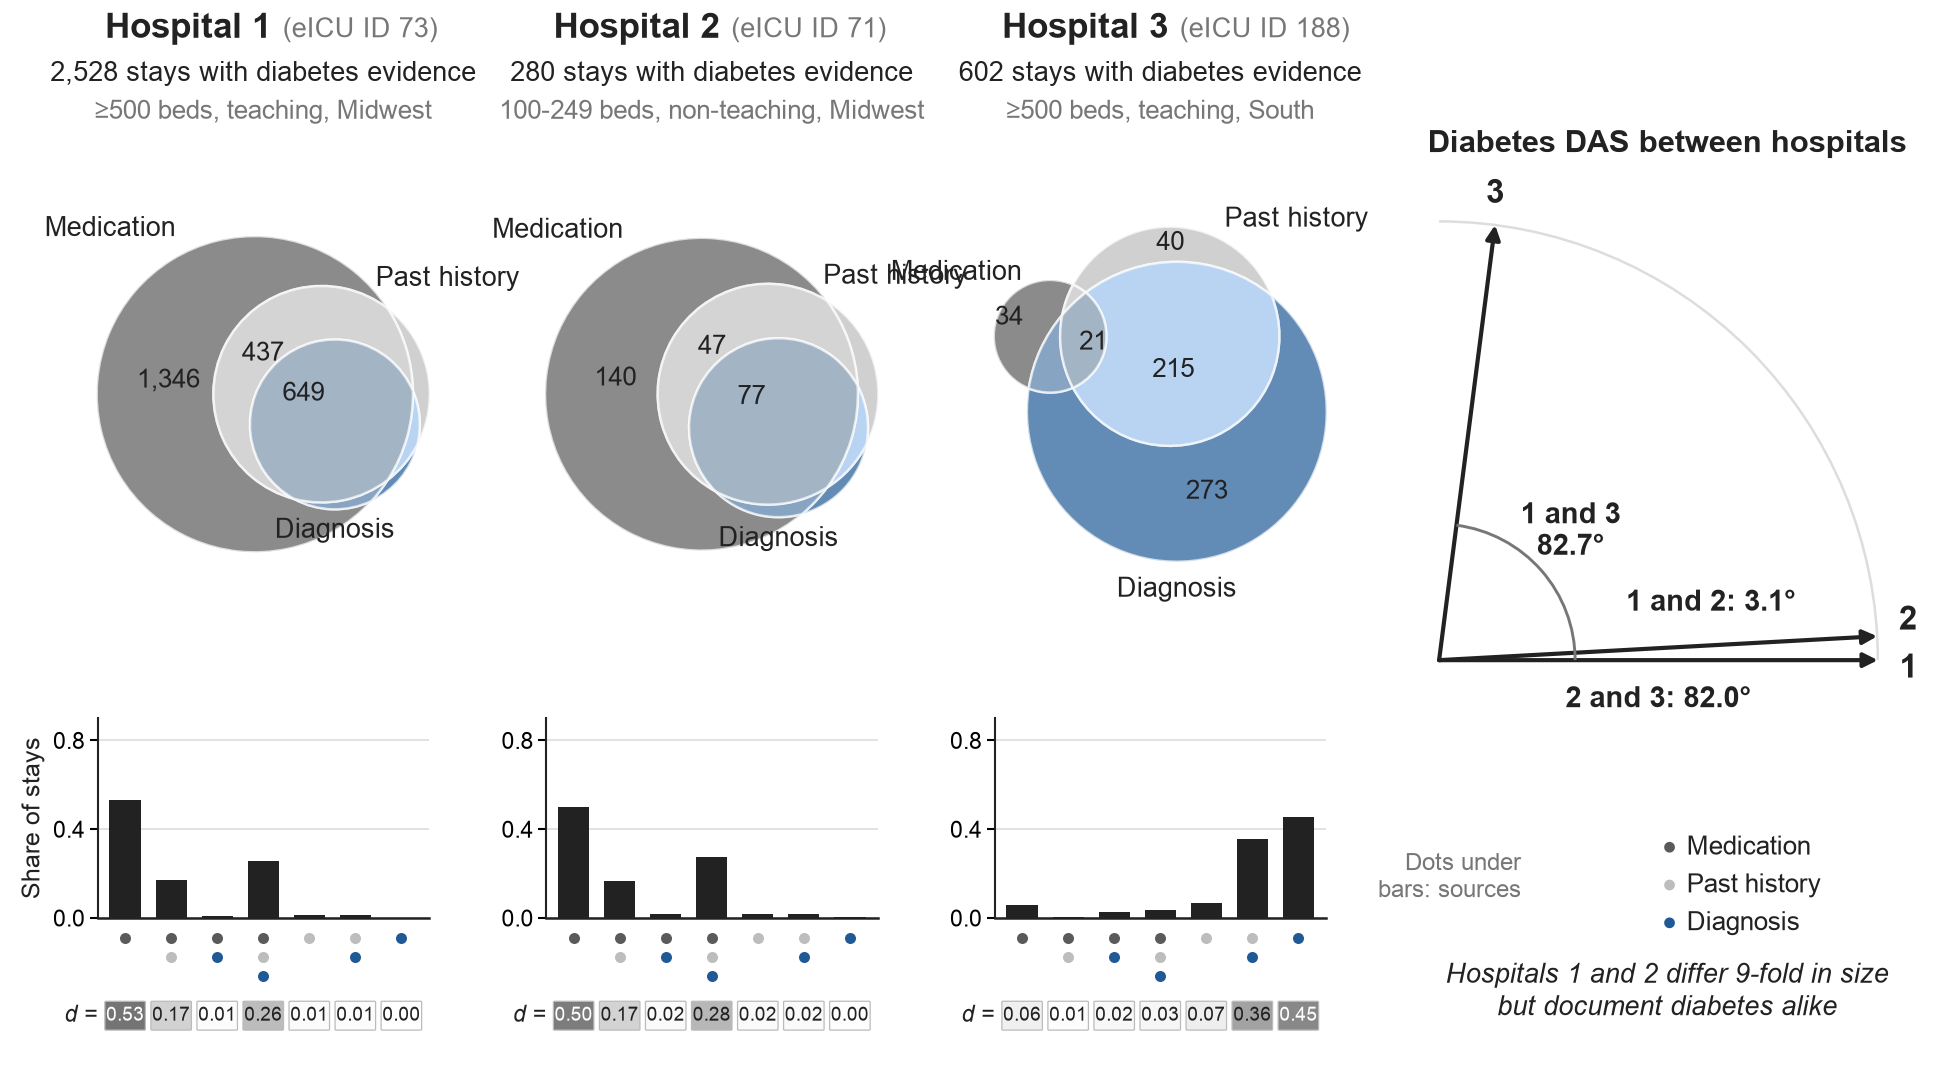 Hospital 1 (eICU ID 73)
2,528 stays with diabetes evidence
≥500 beds, teaching, Midwest
Medication
Past history
1,346
437
649
Diagnosis
Hospital 2 (eICU ID 71)
280 stays with diabetes evidence
100-249 beds, non-teaching, Midwest
Medication
Past history
140
47
77
Diagnosis
Hospital 3 (eICU ID 188)
602 stays with diabetes evidence
≥500 beds, teaching, South
Past history
Medication
40
34
21
215
273
Diagnosis
Diabetes DAS between hospitals
3
1 and 3
82.7°
1 and 2: 3.1°
2
1
2 and 3: 82.0°
Share of stays
0.8
0.4
0.0
d = 0.53 0.17 0.01 0.26 0.01 0.01 0.00
0.8
0.4
0.0
d = 0.50 0.17 0.02 0.28 0.02 0.02 0.00
0.8
0.4
0.0
d = 0.06 0.01 0.02 0.03 0.07 0.36 0.45
Dots under
bars: sources
Medication
Past history
Diagnosis
Hospitals 1 and 2 differ 9-fold in size
but document diabetes alike